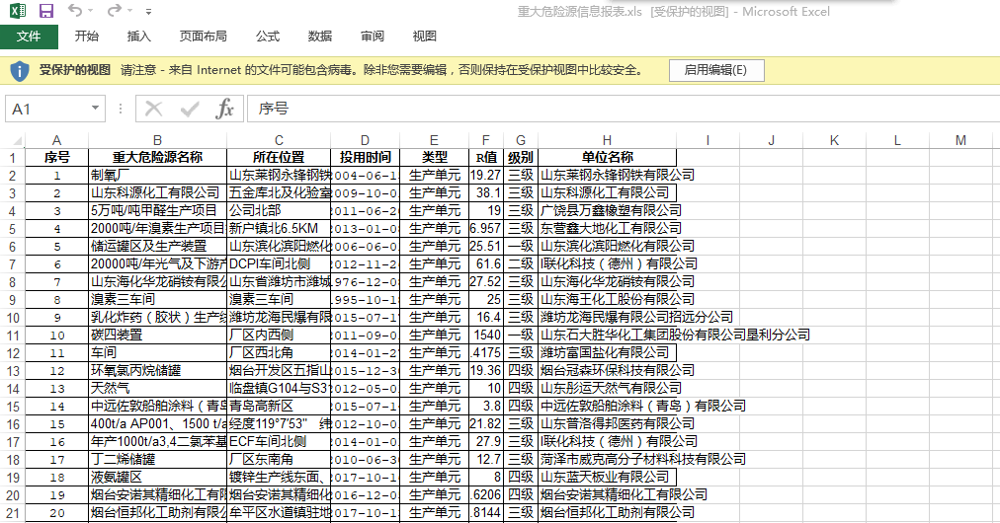 重大危险源信息报表.xls [受保护的视图] - Microsoft Excel
文件 开始 插入 页面布局 公式 数据 审阅 视图
受保护的视图 请注意 - 来自 Internet 的文件可能包含病毒。除非您需要编辑，否则保持在受保护视图中比较安全。 启用编辑(E)
A1 fx 序号
A B C D E F G H I J K L M
1 序号 重大危险源名称 所在位置 投用时间 类型 R值 级别 单位名称
2 1 制氧厂 山东莱钢永锋钢铁 2004-06-1 生产单元 19.27 三级 山东莱钢永锋钢铁有限公司
3 2 山东科源化工有限公司 五金库北及化验室 2009-10-0 生产单元 38.1 三级 山东科源化工有限公司
4 3 5万吨/吨甲醛生产项目 公司北部 2011-06-2 生产单元 19 三级 广饶县万鑫橡塑有限公司
5 4 2000吨/年溴素生产项目 新户镇北6.5KM 2013-01-0 生产单元 6.957 三级 东营鑫大地化工有限公司
6 5 储运罐区及生产装置 山东滨化滨阳燃化 2006-06-0 生产单元 25.51 一级 山东滨化滨阳燃化有限公司
7 6 20000吨/年光气及下游产 DCPI车间北侧 2012-11-2 生产单元 61.6 二级 I联化科技（德州）有限公司
8 7 山东海化华龙硝铵有限公 山东省潍坊市潍城 1976-12-0 生产单元 27.52 三级 山东海化华龙硝铵有限公司
9 8 溴素三车间 溴素三车间 1995-10-1 生产单元 25 三级 山东海王化工股份有限公司
10 9 乳化炸药（胶状）生产线 潍坊龙海民爆有限 2015-07-1 生产单元 16.4 三级 潍坊龙海民爆有限公司招远分公司
11 10 碳四装置 厂区内西侧 2011-09-0 生产单元 1540 一级 山东石大胜华化工集团股份有限公司垦利分公司
12 11 车间 厂区西北角 2014-01-2 生产单元 .4175 三级 潍坊富国盐化有限公司
13 12 环氧氯丙烷储罐 烟台开发区五指山 2015-12-3 生产单元 19.36 四级 烟台冠森环保科技有限公司
14 13 天然气 临盘镇G104与S3 2012-05-0 生产单元 10 四级 山东彤运天然气有限公司
15 14 中远佐敦船舶涂料（青岛 青岛高新区 2015-07-1 生产单元 3.8 四级 中远佐敦船舶涂料（青岛）有限公司
16 15 400t/a AP001、1500 t/a 经度119°7'53" 纬 2012-10-0 生产单元 21.82 三级 山东普洛得邦医药有限公司
17 16 年产1000t/a3,4二氯苯基 ECF车间北侧 2014-01-0 生产单元 27.9 三级 I联化科技（德州）有限公司
18 17 丁二烯储罐 厂区东南角 2010-06-3 生产单元 12.7 三级 菏泽市威克高分子材料科技有限公司
19 18 液氨罐区 镀锌生产线东面、 2017-10-1 生产单元 8 四级 山东蓝天板业有限公司
20 19 烟台安诺其精细化工有限 烟台安诺其精细化 2016-12-0 生产单元 .6206 四级 烟台安诺其精细化工有限公司
21 20 烟台恒邦化工助剂有限公 牟平区水道镇驻地 2017-10-1 生产单元 .8144 三级 烟台恒邦化工助剂有限公司